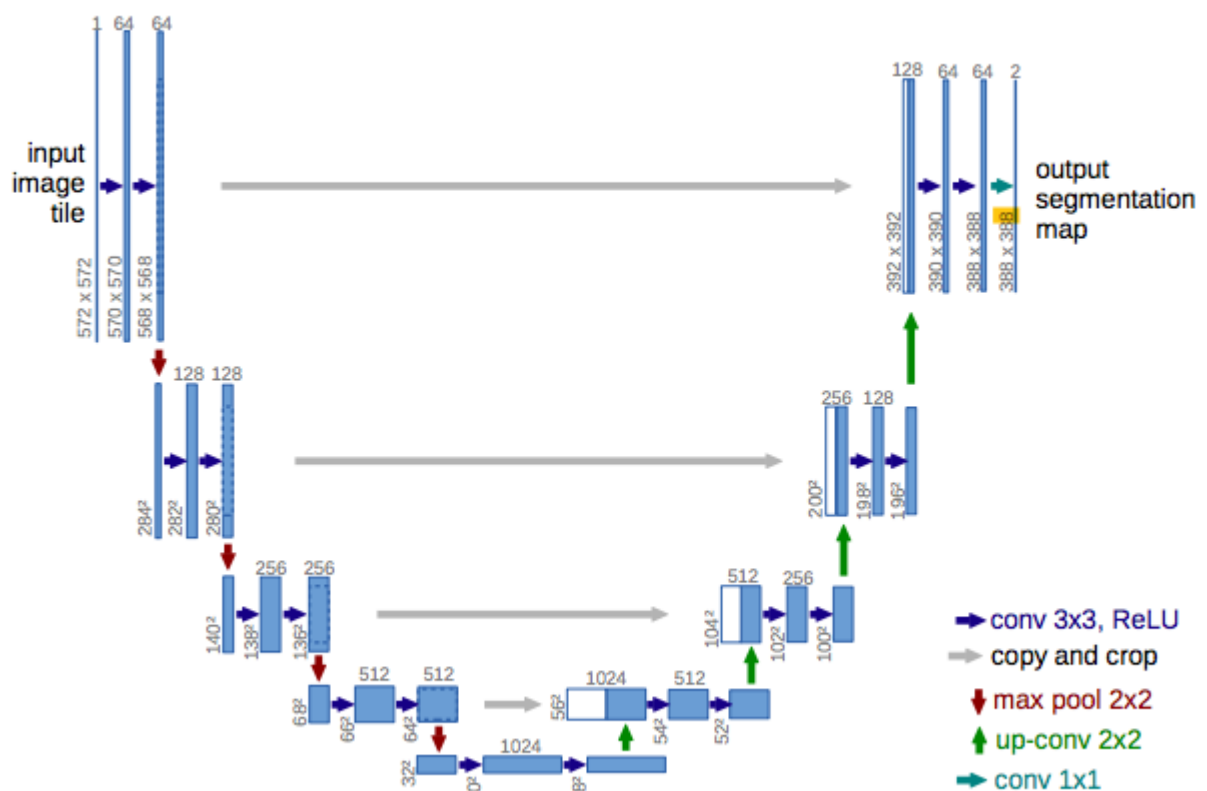 1 64 64
128 64 64 2
input
image
tile
output
segmentation
map
572 x 572
570 x 570
568 x 568
392 x 392
390 x 390
388 x 388
388 x 388
128 128
256 128
284²
282²
280²
200²
198²
196²
256 256
512 256
140²
138²
136²
104²
102²
100²
512 512
1024 512
68²
66²
64²
56²
54²
52²
1024
32²
0²
8²
conv 3x3, ReLU
copy and crop
max pool 2x2
up-conv 2x2
conv 1x1